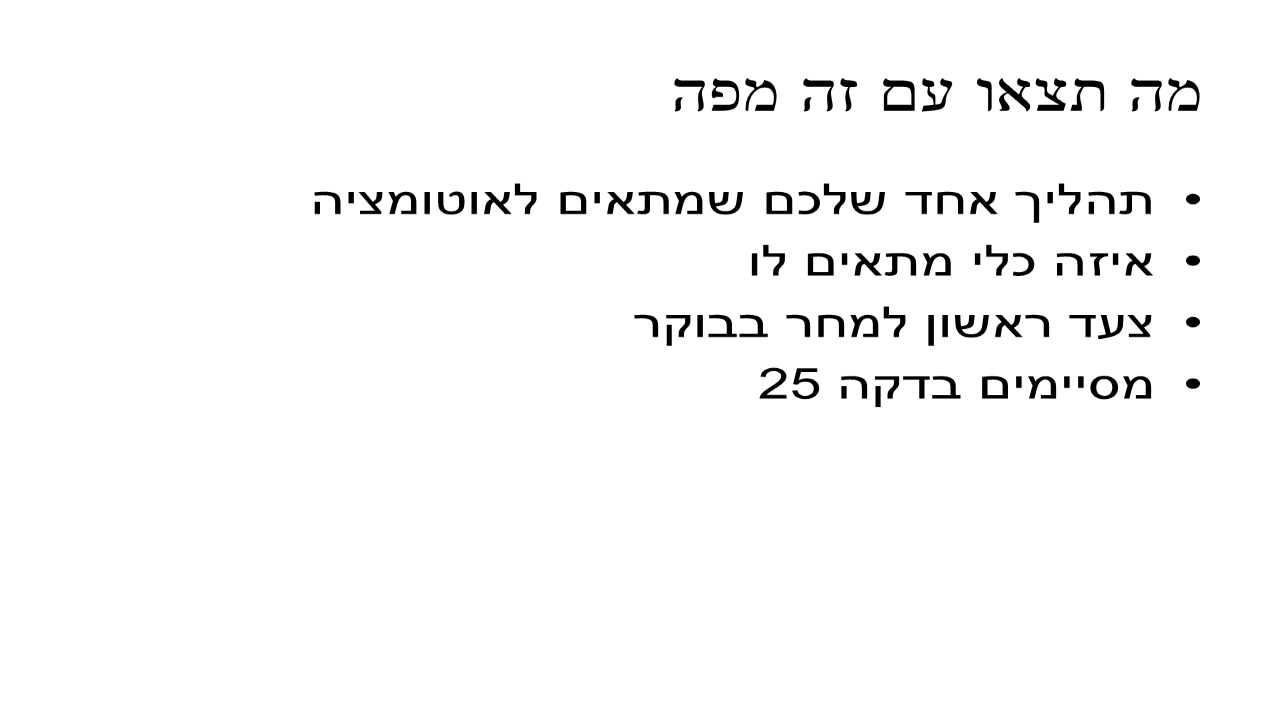 מה תצאו עם זה מפה
• תהליך אחד שלכם שמתאים לאוטומציה
• איזה כלי מתאים לו
• צעד ראשון למחר בבוקר
• מסיימים בדקה 25